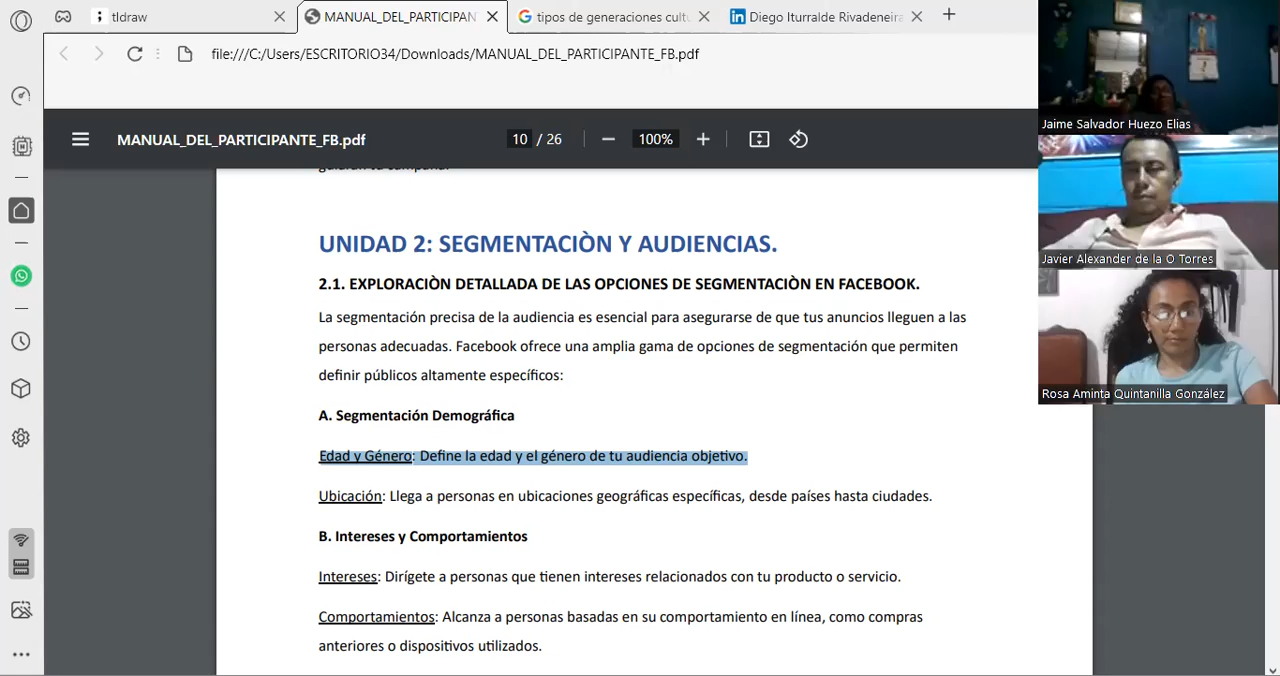 tldraw
MANUAL_DEL_PARTICIPAN
tipos de generaciones cultu
Diego Iturralde Rivadeneira
file:///C:/Users/ESCRITORIO34/Downloads/MANUAL_DEL_PARTICIPANTE_FB.pdf
MANUAL_DEL_PARTICIPANTE_FB.pdf
10 / 26
100%
UNIDAD 2: SEGMENTACIÒN Y AUDIENCIAS.
2.1. EXPLORACIÒN DETALLADA DE LAS OPCIONES DE SEGMENTACIÒN EN FACEBOOK.
La segmentación precisa de la audiencia es esencial para asegurarse de que tus anuncios lleguen a las
personas adecuadas. Facebook ofrece una amplia gama de opciones de segmentación que permiten
definir públicos altamente específicos:
A. Segmentación Demográfica
Edad y Género: Define la edad y el género de tu audiencia objetivo.
Ubicación: Llega a personas en ubicaciones geográficas específicas, desde países hasta ciudades.
B. Intereses y Comportamientos
Intereses: Dirígete a personas que tienen intereses relacionados con tu producto o servicio.
Comportamientos: Alcanza a personas basadas en su comportamiento en línea, como compras
anteriores o dispositivos utilizados.
Jaime Salvador Huezo Elias
Javier Alexander de la O Torres
Rosa Aminta Quintanilla González